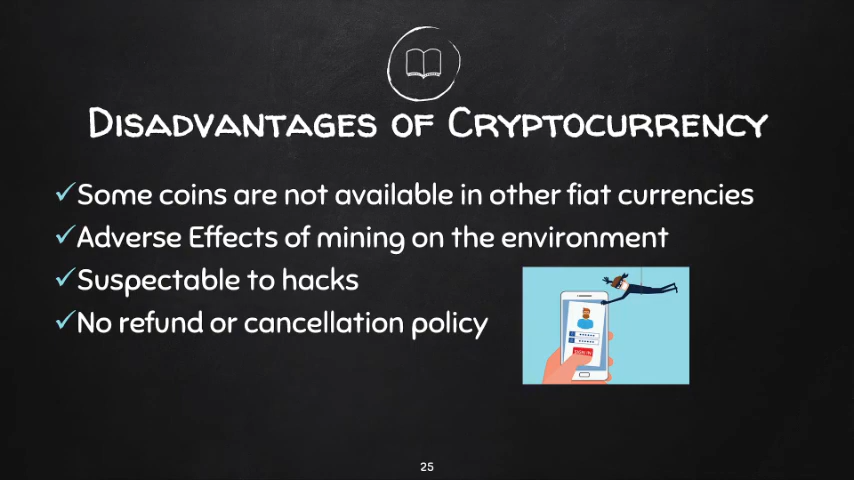 Disadvantages of Cryptocurrency
✓Some coins are not available in other fiat currencies
✓Adverse Effects of mining on the environment
✓Suspectable to hacks
✓No refund or cancellation policy
25